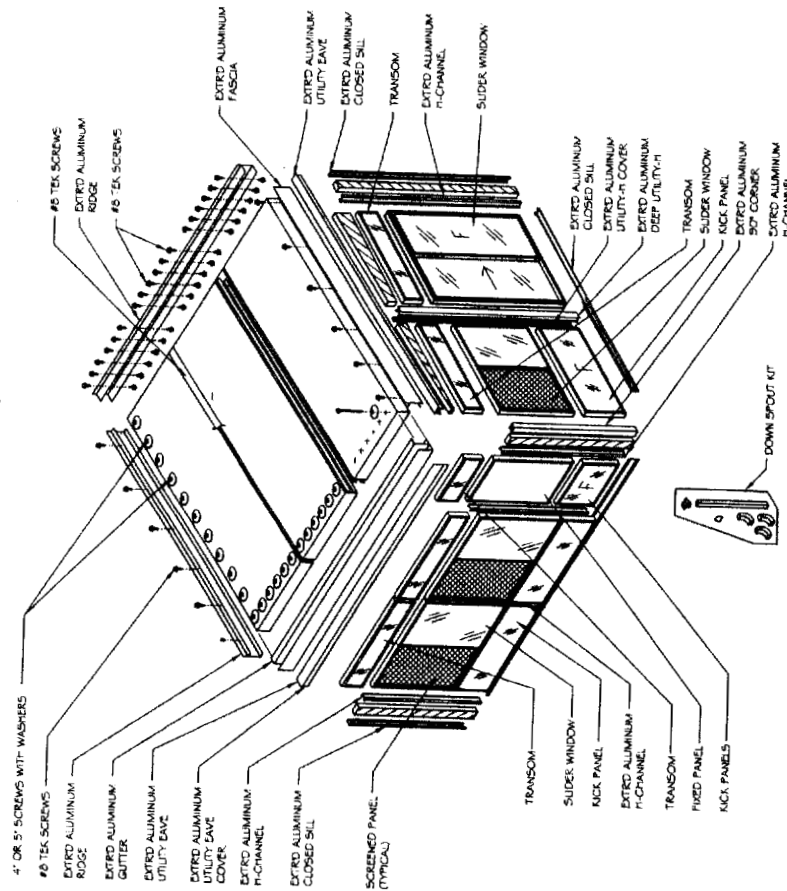 4" OR 5" SCREWS WITH WASHERS
#8 TEK SCREWS
EXTR'D ALUMINUM
RIDGE
EXTR'D ALUMINUM
GUTTER
EXTR'D ALUMINUM
UTILITY EAVE
EXTR'D ALUMINUM
UTILITY EAVE
COVER
EXTR'D ALUMINUM
H-CHANNEL
EXTR'D ALUMINUM
CLOSED SILL
SCREENED PANEL
(TYPICAL)
#8 TEK SCREWS
EXTR'D ALUMINUM
RIDGE
#8 TEK SCREWS
EXTR'D ALUMINUM
FASCIA
EXTR'D ALUMINUM
UTILITY EAVE
EXTR'D ALUMINUM
CLOSED SILL
TRANSOM
EXTR'D ALUMINUM
H-CHANNEL
SLIDER WINDOW
EXTR'D ALUMINUM
CLOSED SILL
EXTR'D ALUMINUM
UTILITY-H COVER
EXTR'D ALUMINUM
DEEP UTILITY-H
TRANSOM
SLIDER WINDOW
KICK PANEL
EXTR'D ALUMINUM
90° CORNER
EXTR'D ALUMINUM
H-CHANNEL
TRANSOM
SLIDER WINDOW
KICK PANEL
EXTR'D ALUMINUM
H-CHANNEL
TRANSOM
FIXED PANEL
KICK PANELS
DOWN SPOUT KIT
F
F
F